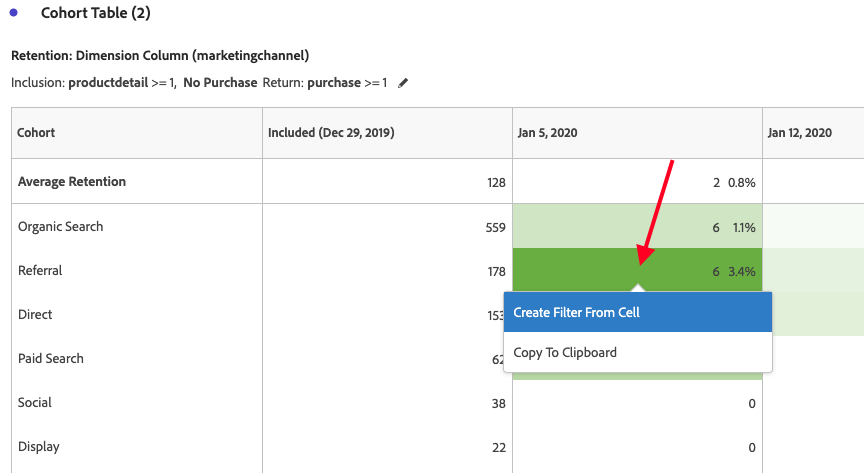 Cohort Table (2)
Retention: Dimension Column (marketingchannel)
Inclusion: productdetail >= 1, No Purchase Return: purchase >= 1
Cohort Included (Dec 29, 2019) Jan 5, 2020 Jan 12, 2020
Average Retention 128 2 0.8%
Organic Search 559 6 1.1%
Referral 178 6 3.4%
Direct 153
Create Filter From Cell
Paid Search 62
Copy To Clipboard
Social 38 0
Display 22 0